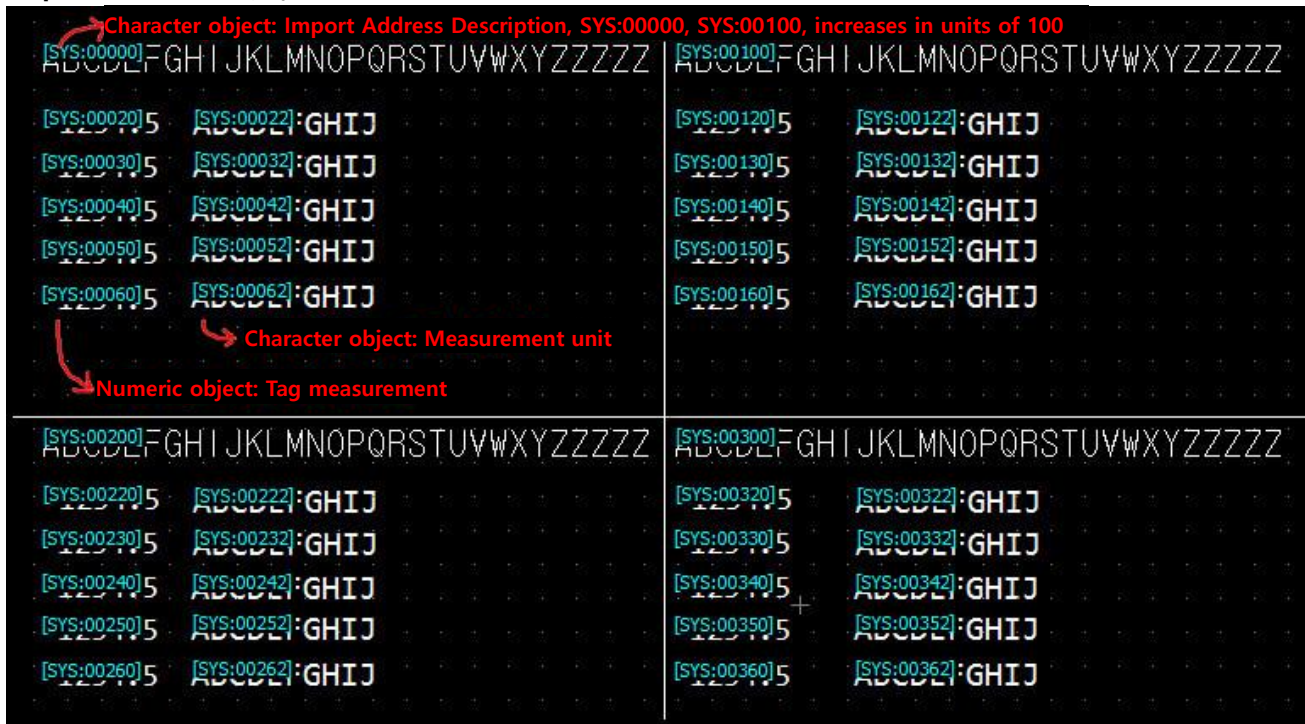 Character object: Import Address Description, SYS:00000, SYS:00100, increases in units of 100
[SYS:00000]FGHIJKLMNOPQRSTUVWXYZZZZZ [SYS:00100]FGHIJKLMNOPQRSTUVWXYZZZZZ
[SYS:00020]5 [SYS:00022]GHIJ [SYS:00120]5 [SYS:00122]GHIJ
[SYS:00030]5 [SYS:00032]GHIJ [SYS:00130]5 [SYS:00132]GHIJ
[SYS:00040]5 [SYS:00042]GHIJ [SYS:00140]5 [SYS:00142]GHIJ
[SYS:00050]5 [SYS:00052]GHIJ [SYS:00150]5 [SYS:00152]GHIJ
[SYS:00060]5 [SYS:00062]GHIJ [SYS:00160]5 [SYS:00162]GHIJ
Character object: Measurement unit
Numeric object: Tag measurement
[SYS:00200]FGHIJKLMNOPQRSTUVWXYZZZZZ [SYS:00300]FGHIJKLMNOPQRSTUVWXYZZZZZ
[SYS:00220]5 [SYS:00222]GHIJ [SYS:00320]5 [SYS:00322]GHIJ
[SYS:00230]5 [SYS:00232]GHIJ [SYS:00330]5 [SYS:00332]GHIJ
[SYS:00240]5 [SYS:00242]GHIJ [SYS:00340]5 [SYS:00342]GHIJ
[SYS:00250]5 [SYS:00252]GHIJ [SYS:00350]5 [SYS:00352]GHIJ
[SYS:00260]5 [SYS:00262]GHIJ [SYS:00360]5 [SYS:00362]GHIJ